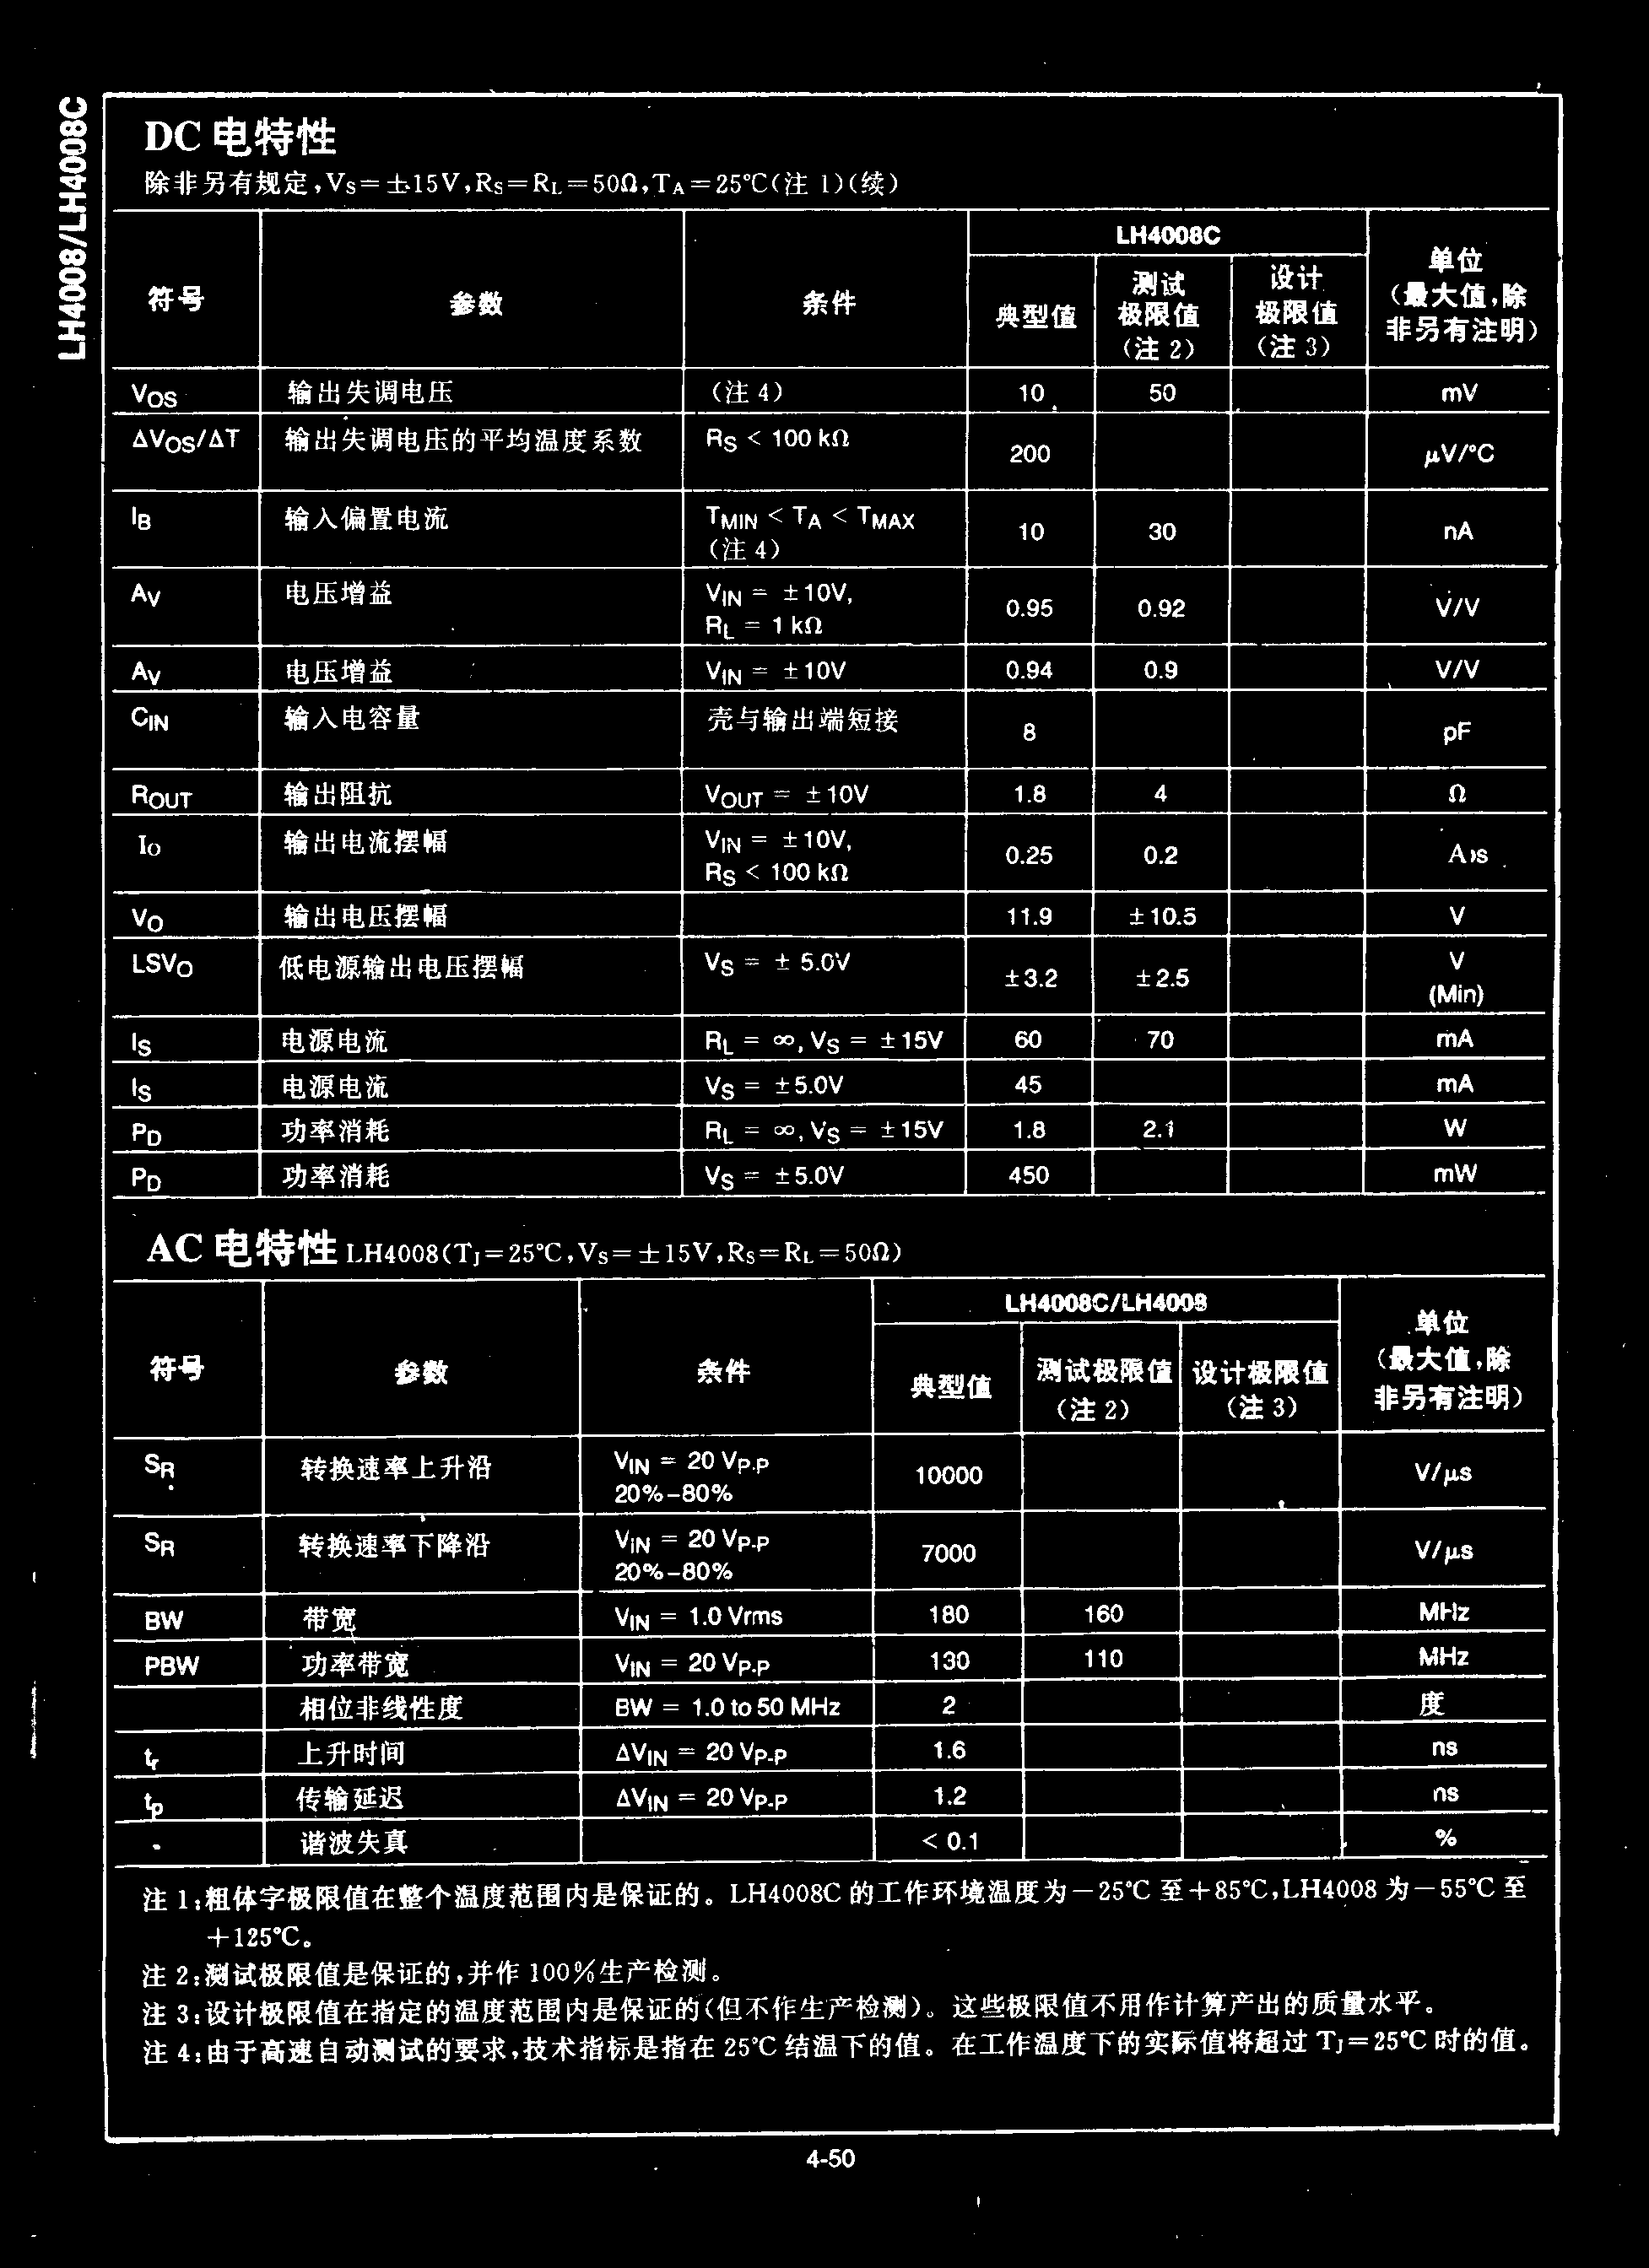 LH4008/LH4008C
DC 电特性
除非另有规定,VS=±15V,RS=RL=50Ω,TA=25℃(注 1)(续)
符号 参数 条件 LH4008C 单位(最大值,除非另有注明)
典型值 测试极限值(注 2) 设计极限值(注 3)
VOS 输出失调电压 (注 4) 10 50 mV
ΔVOS/ΔT 输出失调电压的平均温度系数 RS < 100 kΩ 200 μV/°C
IB 输入偏置电流 TMIN < TA < TMAX (注 4) 10 30 nA
AV 电压增益 VIN = ±10V, RL = 1 kΩ 0.95 0.92 V/V
AV 电压增益 VIN = ±10V 0.94 0.9 V/V
CIN 输入电容量 壳与输出端短接 8 pF
ROUT 输出阻抗 VOUT = ±10V 1.8 4 Ω
IO 输出电流摆幅 VIN = ±10V, RS < 100 kΩ 0.25 0.2
VO 输出电压摆幅 11.9 ±10.5 V
LSVO 低电源输出电压摆幅 VS = ± 5.0V ±3.2 ±2.5 V (Min)
IS 电源电流 RL = ∞, VS = ±15V 60 70 mA
IS 电源电流 VS = ±5.0V 45 mA
PD 功率消耗 RL = ∞, VS = ±15V 1.8 2.1 W
PD 功率消耗 VS = ±5.0V 450 mW
AC 电特性 LH4008(TJ=25℃,VS=±15V,RS=RL=50Ω)
符号 参数 条件 LH4008C/LH4008 单位(最大值,除非另有注明)
典型值 测试极限值(注 2) 设计极限值(注 3)
SR 转换速率上升沿 VIN = 20 VP-P 20%-80% 10000 V/μs
SR 转换速率下降沿 VIN = 20 VP-P 20%-80% 7000 V/μs
BW 带宽 VIN = 1.0 Vrms 180 160 MHz
PBW 功率带宽 VIN = 20 VP-P 130 110 MHz
相位非线性度 BW = 1.0 to 50 MHz 2 度
tr 上升时间 ΔVIN = 20 VP-P 1.6 ns
tp 传输延迟 ΔVIN = 20 VP-P 1.2 ns
谐波失真 < 0.1 %
注 1:粗体字极限值在整个温度范围内是保证的。LH4008C 的工作环境温度为-25℃至+85℃,LH4008 为-55℃至
+125℃。
注 2:测试极限值是保证的,并作 100%生产检测。
注 3:设计极限值在指定的温度范围内是保证的(但不作生产检测)。这些极限值不用作计算产出的质量水平。
注 4:由于高速自动测试的要求,技术指标是指在 25℃结温下的值。在工作温度下的实际值将超过 TJ=25℃时的值。
4-50